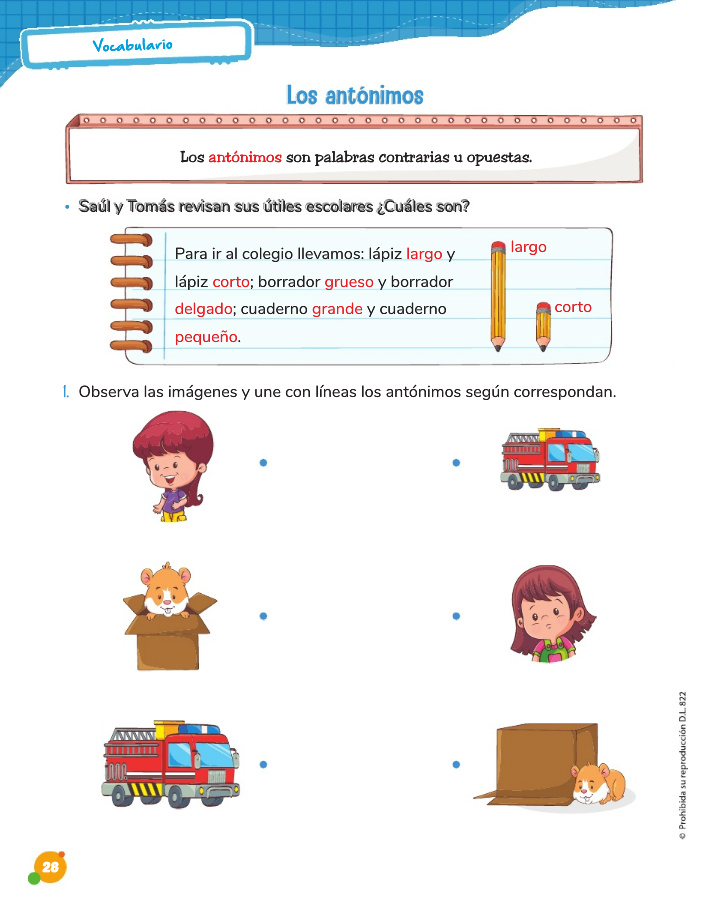 Vocabulario
Los antónimos
Los antónimos son palabras contrarias u opuestas.
• Saúl y Tomás revisan sus útiles escolares ¿Cuáles son?
Para ir al colegio llevamos: lápiz largo y
lápiz corto; borrador grueso y borrador
delgado; cuaderno grande y cuaderno
pequeño.
largo
corto
1. Observa las imágenes y une con líneas los antónimos según correspondan.
© Prohibida su reproducción D.L. 822
28